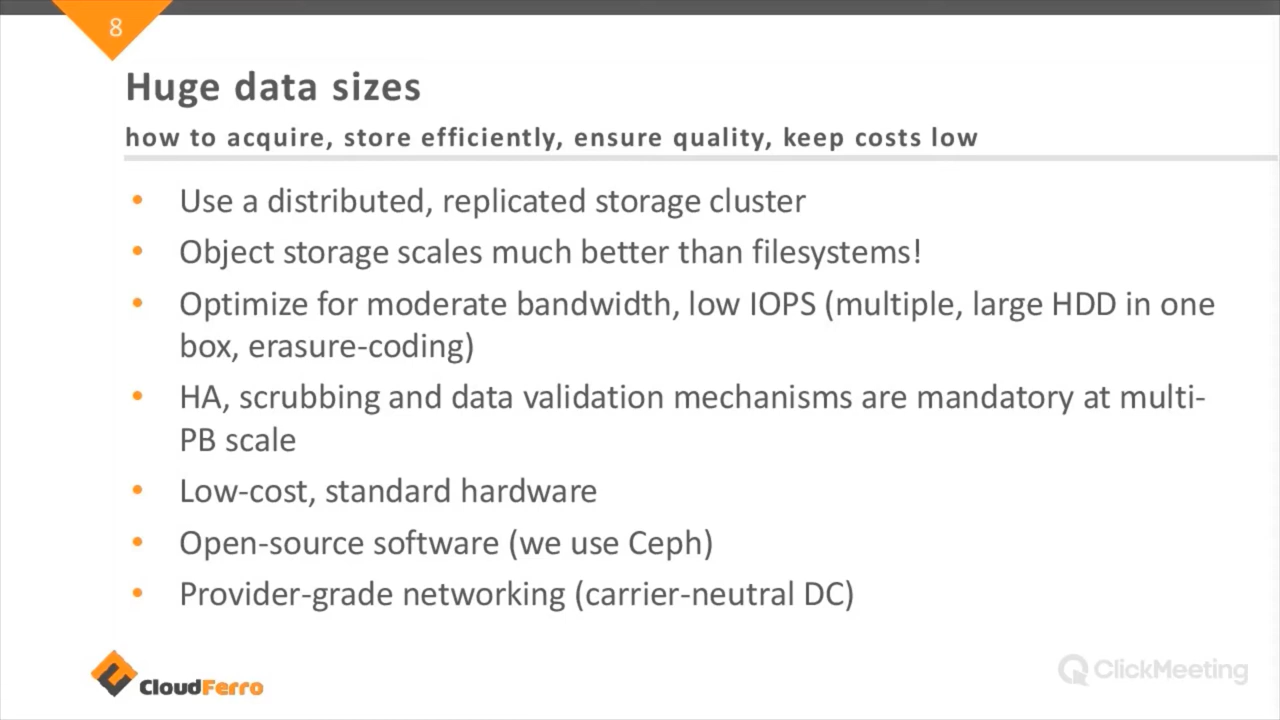 8
Huge data sizes
how to acquire, store efficiently, ensure quality, keep costs low
• Use a distributed, replicated storage cluster
• Object storage scales much better than filesystems!
• Optimize for moderate bandwidth, low IOPS (multiple, large HDD in one
box, erasure-coding)
• HA, scrubbing and data validation mechanisms are mandatory at multi-
PB scale
• Low-cost, standard hardware
• Open-source software (we use Ceph)
• Provider-grade networking (carrier-neutral DC)
CloudFerro
ClickMeeting